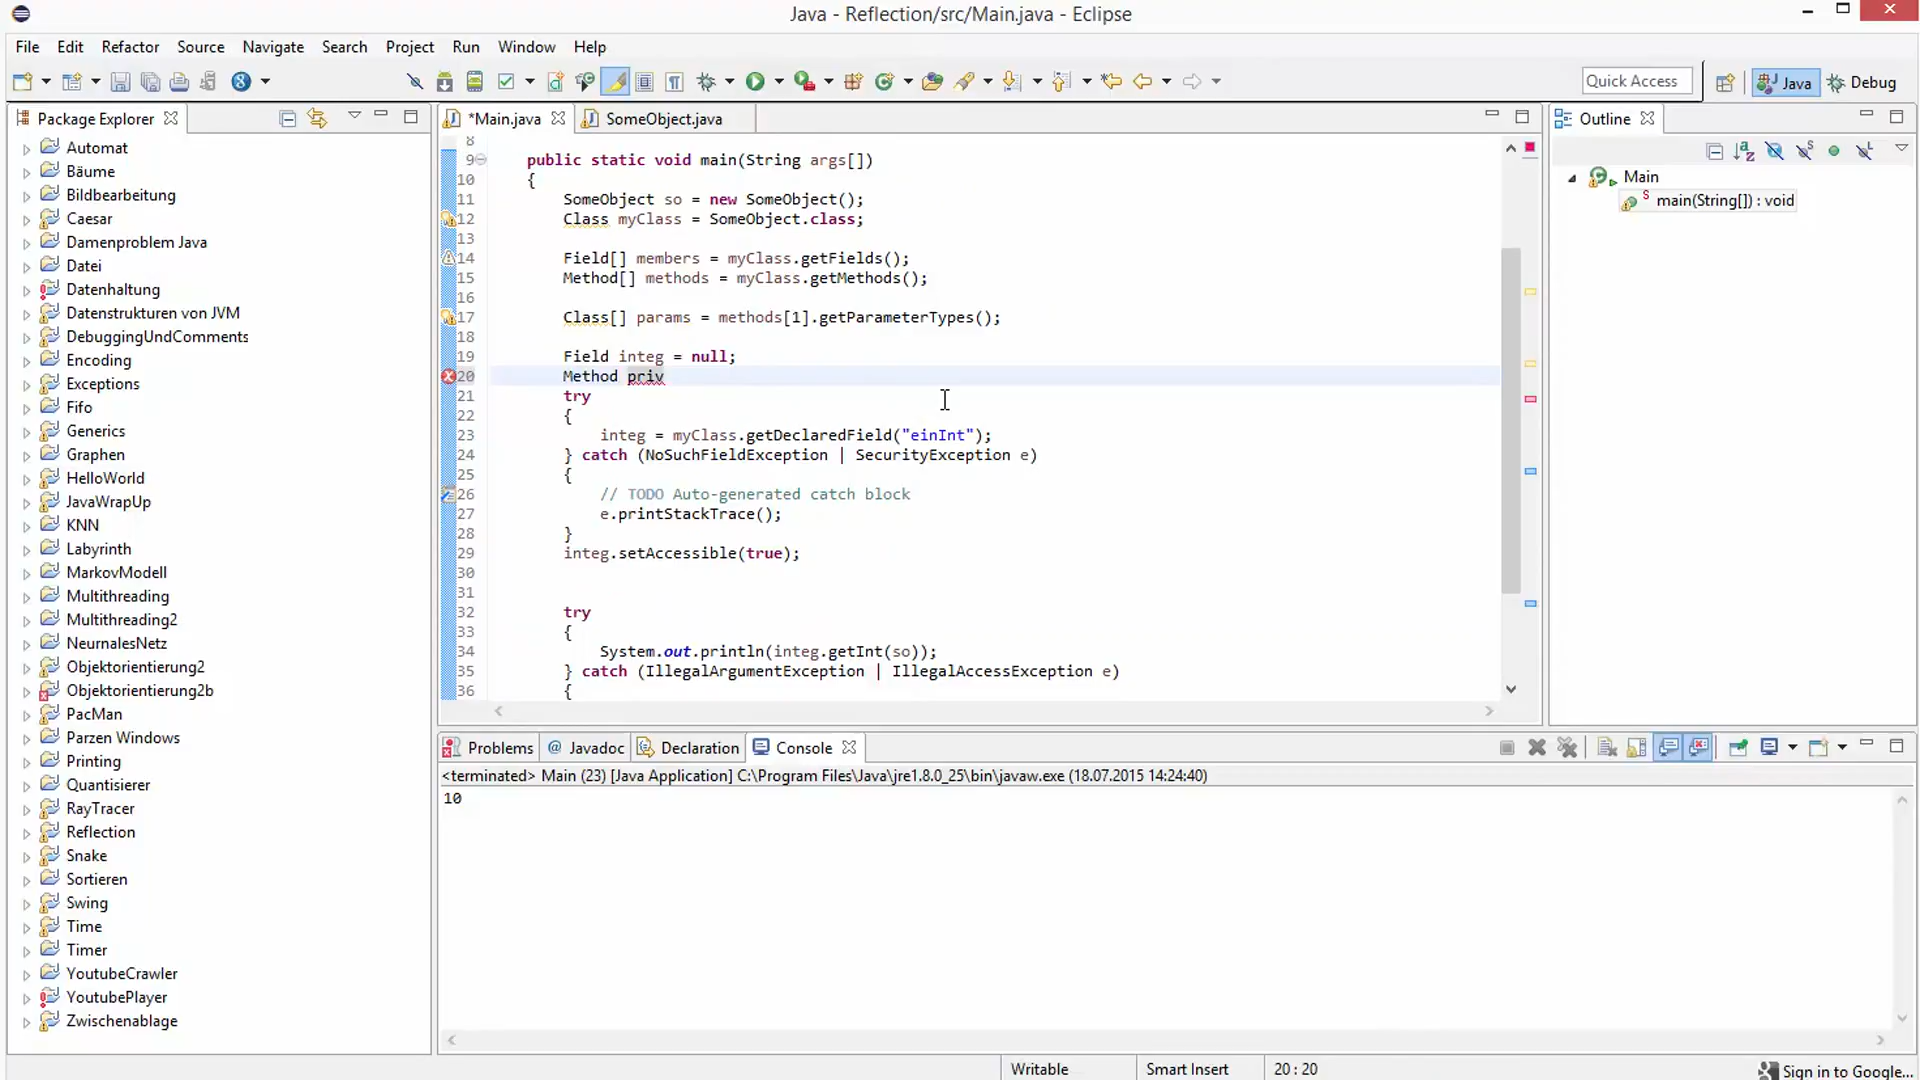 Java - Reflection/src/Main.java - Eclipse
File Edit Refactor Source Navigate Search Project Run Window Help
Quick Access
Java
Debug
Package Explorer
Automat
Bäume
Bildbearbeitung
Caesar
Damenproblem Java
Datei
Datenhaltung
Datenstrukturen von JVM
DebuggingUndComments
Encoding
Exceptions
Fifo
Generics
Graphen
HelloWorld
JavaWrapUp
KNN
Labyrinth
MarkovModell
Multithreading
Multithreading2
NeurnalesNetz
Objektorientierung2
Objektorientierung2b
PacMan
Parzen Windows
Printing
Quantisierer
RayTracer
Reflection
Snake
Sortieren
Swing
Time
Timer
YoutubeCrawler
YoutubePlayer
Zwischenablage
*Main.java
SomeObject.java
8
9 public static void main(String args[])
10 {
11 SomeObject so = new SomeObject();
12 Class myClass = SomeObject.class;
13
14 Field[] members = myClass.getFields();
15 Method[] methods = myClass.getMethods();
16
17 Class[] params = methods[1].getParameterTypes();
18
19 Field integ = null;
20 Method priv
21 try
22 {
23 integ = myClass.getDeclaredField("einInt");
24 } catch (NoSuchFieldException | SecurityException e)
25 {
26 // TODO Auto-generated catch block
27 e.printStackTrace();
28 }
29 integ.setAccessible(true);
30
31
32 try
33 {
34 System.out.println(integ.getInt(so));
35 } catch (IllegalArgumentException | IllegalAccessException e)
36 {
Outline
Main
main(String[]) : void
Problems @ Javadoc Declaration Console
<terminated> Main (23) [Java Application] C:\Program Files\Java\jre1.8.0_25\bin\javaw.exe (18.07.2015 14:24:40)
10
Writable
Smart Insert
20 : 20
Sign in to Google...